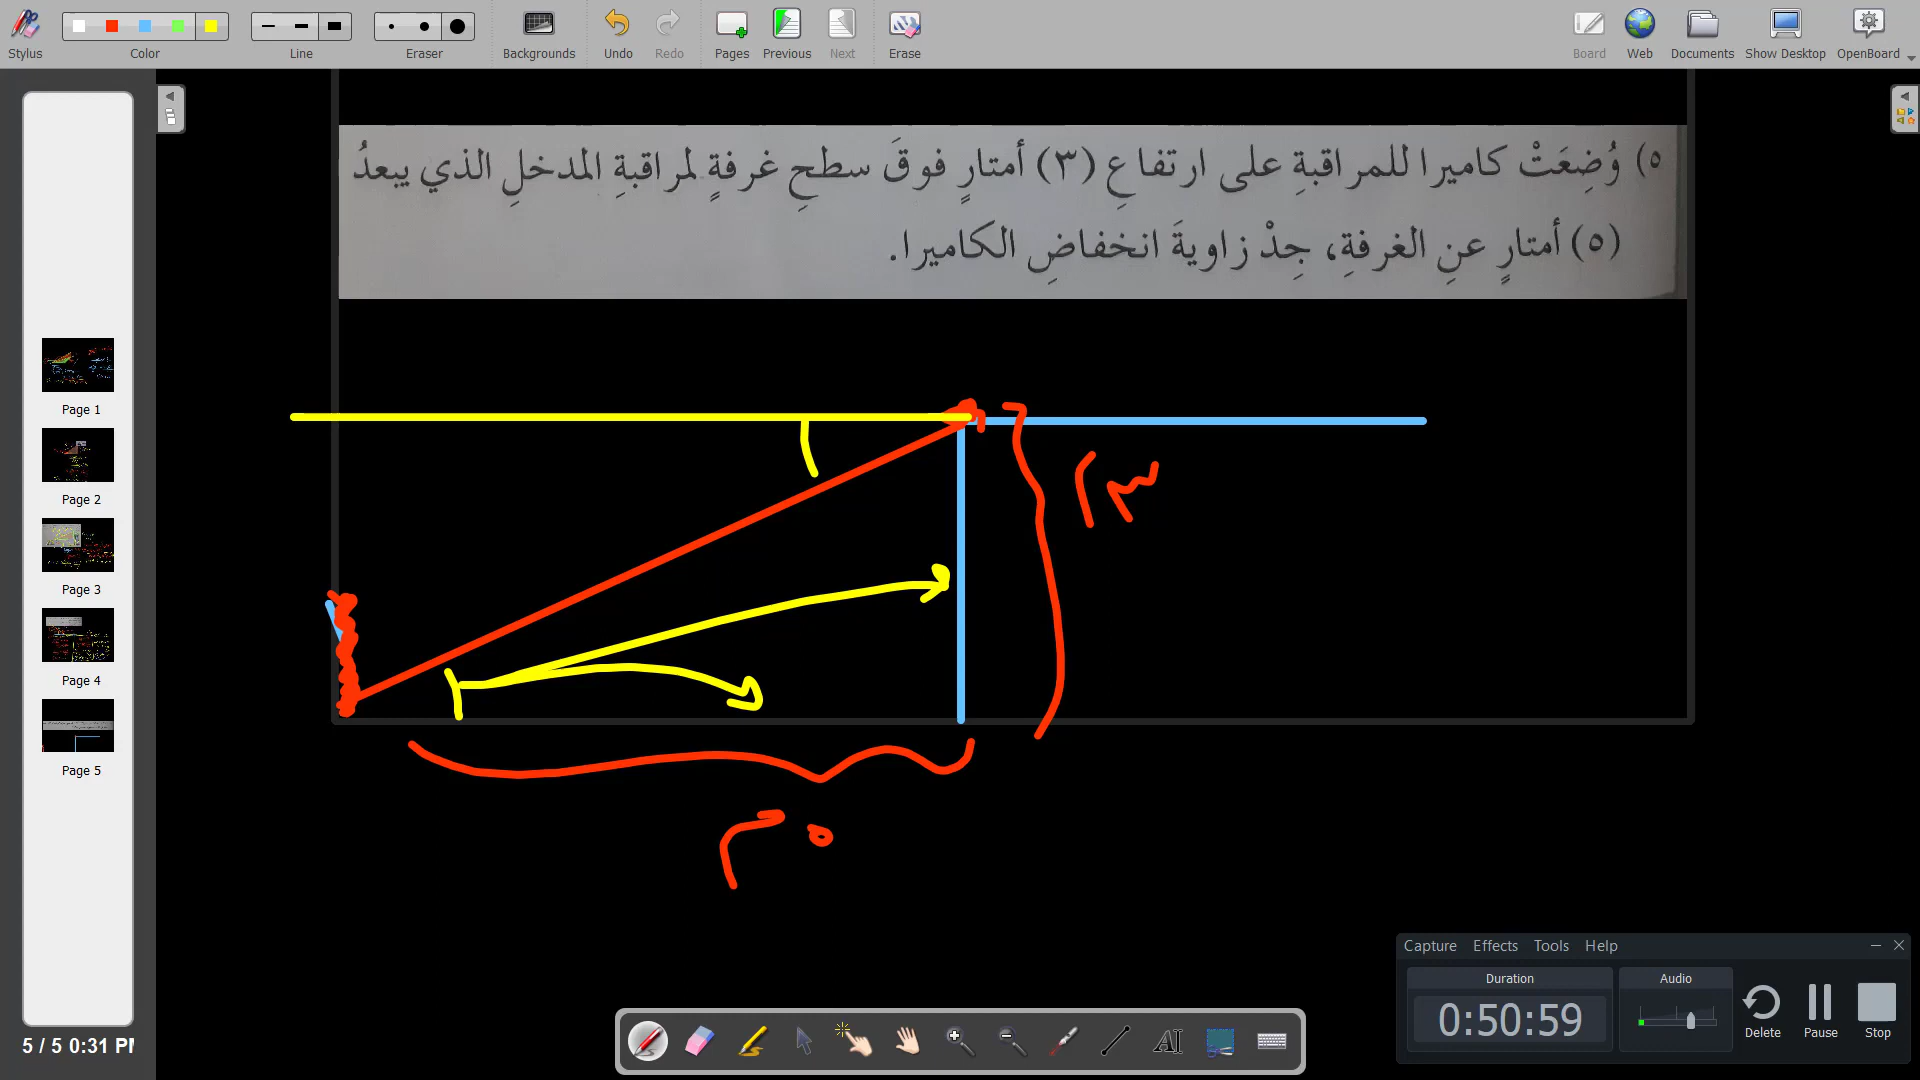 Stylus
Color
Line
Eraser
Backgrounds
Undo
Redo
Pages
Previous
Next
Erase
Board
Web
Documents
Show Desktop
OpenBoard
٥) وُضِعَتْ كاميرا للمراقبةِ على ارتفاعِ (٣) أمتارٍ فوقَ سطحِ غرفةٍ لمراقبةِ المدخلِ الذي يبعدُ
(٥) أمتارٍ عنِ الغرفةِ، جِدْ زاويةَ انخفاضِ الكاميرا.
Page 1
Page 2
Page 3
Page 4
Page 5
٣م
5 / 5 0:31 PM
Capture Effects Tools Help
Duration
Audio
0:50:59
Delete
Pause
Stop
AI